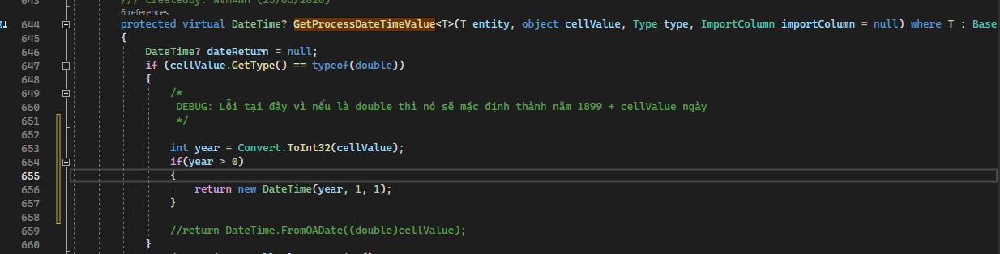 643 /// CreatedBy: NVMANH (25/05/2020)
6 references
644 protected virtual DateTime? GetProcessDateTimeValue<T>(T entity, object cellValue, Type type, ImportColumn importColumn = null) where T : Base
645 {
646 DateTime? dateReturn = null;
647 if (cellValue.GetType() == typeof(double))
648 {
649 /*
650 DEBUG: Lỗi tại đây vì nếu là double thì nó sẽ mặc định thành năm 1899 + cellValue ngày
651 */
652
653 int year = Convert.ToInt32(cellValue);
654 if(year > 0)
655 {
656 return new DateTime(year, 1, 1);
657 }
658
659 //return DateTime.FromOADate((double)cellValue);
660 }